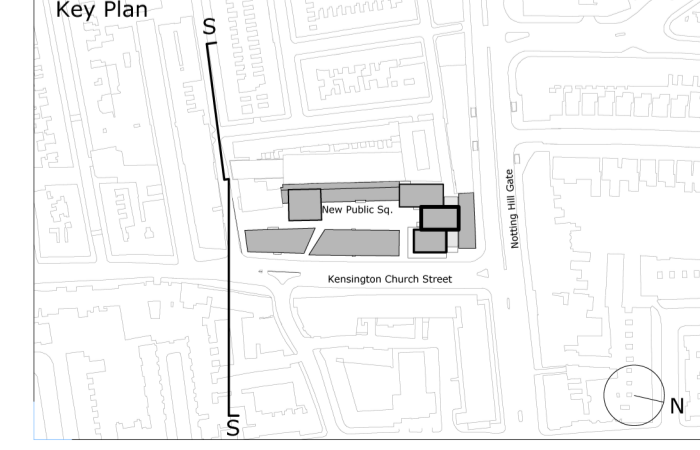 Key Plan
S
Notting Hill Gate
New Public Sq.
Kensington Church Street
N
S